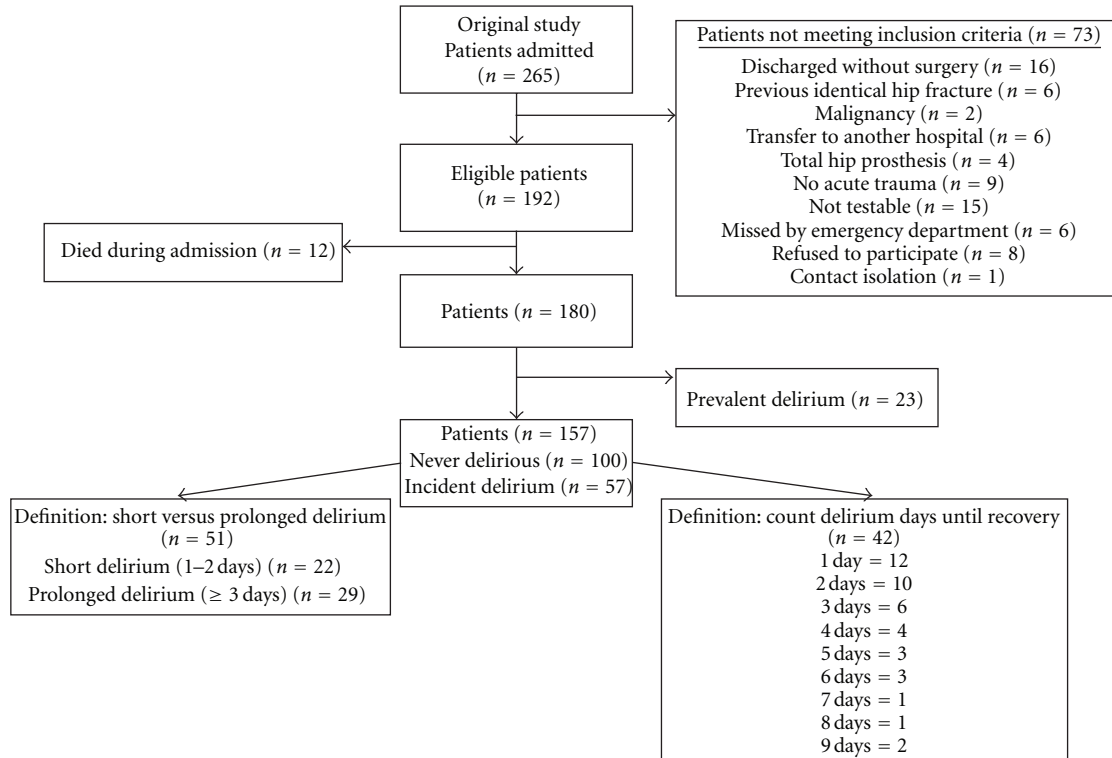 Original study
Patients admitted
(n = 265)
Patients not meeting inclusion criteria (n = 73)
Discharged without surgery (n = 16)
Previous identical hip fracture (n = 6)
Malignancy (n = 2)
Transfer to another hospital (n = 6)
Total hip prosthesis (n = 4)
No acute trauma (n = 9)
Not testable (n = 15)
Missed by emergency department (n = 6)
Refused to participate (n = 8)
Contact isolation (n = 1)
Eligible patients
(n = 192)
Died during admission (n = 12)
Patients (n = 180)
Prevalent delirium (n = 23)
Patients (n = 157)
Never delirious (n = 100)
Incident delirium (n = 57)
Definition: short versus prolonged delirium
(n = 51)
Short delirium (1–2 days) (n = 22)
Prolonged delirium (≥ 3 days) (n = 29)
Definition: count delirium days until recovery
(n = 42)
1 day = 12
2 days = 10
3 days = 6
4 days = 4
5 days = 3
6 days = 3
7 days = 1
8 days = 1
9 days = 2